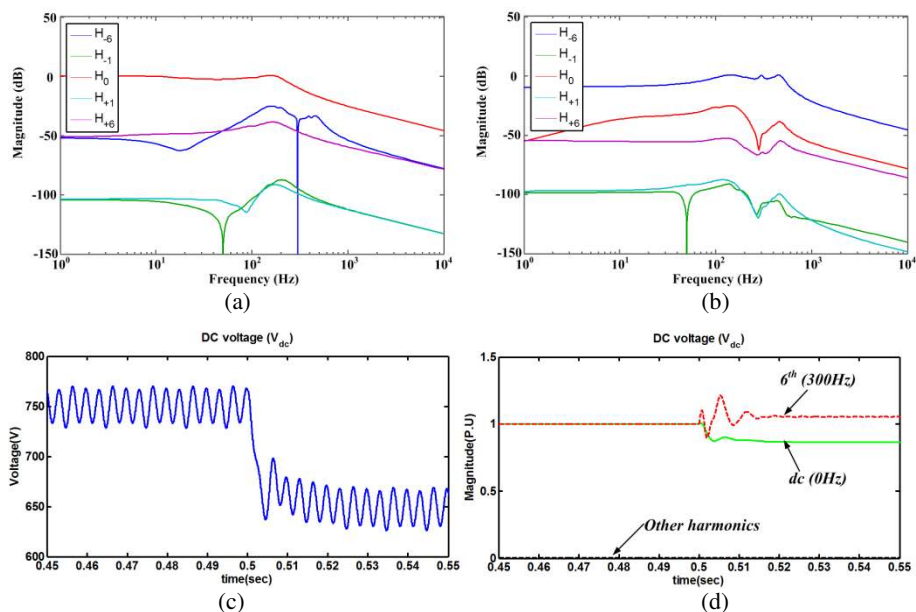 50
0
-50
-100
-150
Magnitude (dB)
H-6
H-1
H0
H+1
H+6
10^0
10^1
10^2
10^3
10^4
Frequency (Hz)
(a)
50
0
-50
-100
-150
Magnitude (dB)
H-6
H-1
H0
H+1
H+6
10^0
10^1
10^2
10^3
10^4
Frequency (Hz)
(b)
DC voltage (Vdc)
800
750
700
650
600
Voltage(V)
0.45 0.46 0.47 0.48 0.49 0.5 0.51 0.52 0.53 0.54 0.55
time(sec)
(c)
DC voltage (Vdc)
1.5
1
0.5
0
Magnitude(P.U)
6th (300Hz)
dc (0Hz)
Other harmonics
0.45 0.46 0.47 0.48 0.49 0.5 0.51 0.52 0.53 0.54 0.55
time(sec)
(d)